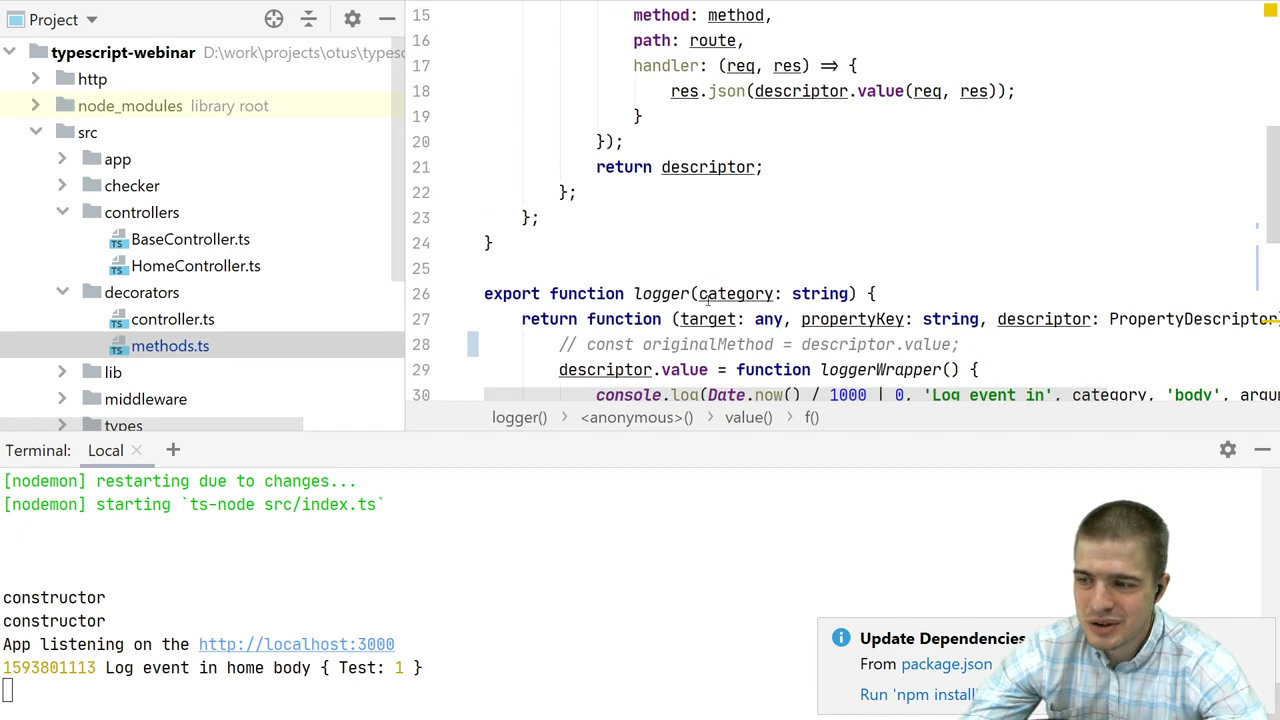 Project
typescript-webinar D:\work\projects\otus\typesc
http
node_modules library root
src
app
checker
controllers
TS BaseController.ts
TS HomeController.ts
decorators
TS controller.ts
TS methods.ts
lib
middleware
types
15 method: method,
16 path: route,
17 handler: (req, res) => {
18 res.json(descriptor.value(req, res));
19 }
20 });
21 return descriptor;
22 };
23 };
24 }
25
26 export function logger(category: string) {
27 return function (target: any, propertyKey: string, descriptor: PropertyDescriptor
28 // const originalMethod = descriptor.value;
29 descriptor.value = function loggerWrapper() {
30 console.log(Date.now() / 1000 | 0, 'Log event in', category, 'body', argu
logger() > <anonymous>() > value() > f()
Terminal: Local × +
[nodemon] restarting due to changes...
[nodemon] starting `ts-node src/index.ts`
constructor
constructor
App listening on the http://localhost:3000
1593801113 Log event in home body { Test: 1 }
Update Dependencies
From package.json
Run 'npm install'